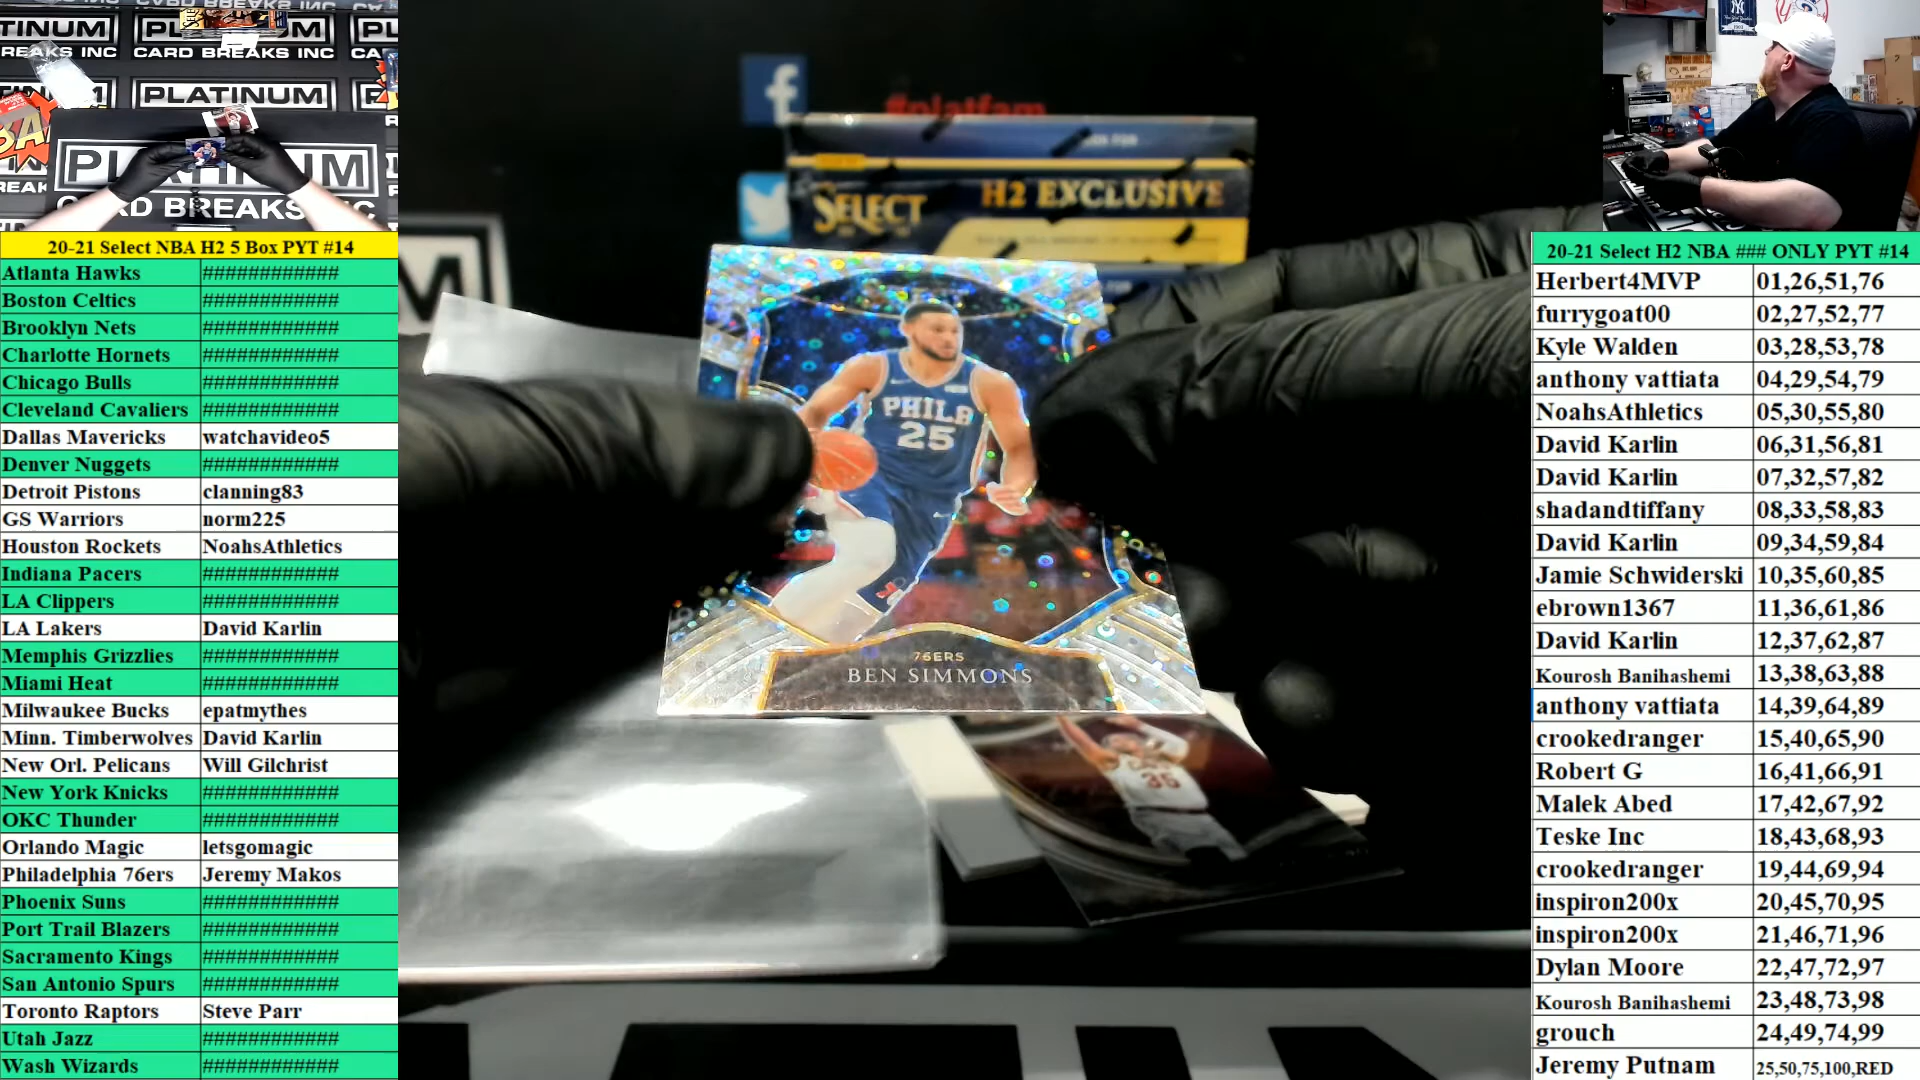 TINUM
REAKS INC
CARD BREAKS INC
CAR
PLATINUM
PLATINUM
CARD BREAKS INC
20-21 Select NBA H2 5 Box PYT #14
Atlanta Hawks ############
Boston Celtics ############
Brooklyn Nets ############
Charlotte Hornets ############
Chicago Bulls ############
Cleveland Cavaliers ############
Dallas Mavericks watchavideo5
Denver Nuggets ############
Detroit Pistons clanning83
GS Warriors norm225
Houston Rockets NoahsAthletics
Indiana Pacers ############
LA Clippers ############
LA Lakers David Karlin
Memphis Grizzlies ############
Miami Heat ############
Milwaukee Bucks epatmythes
Minn. Timberwolves David Karlin
New Orl. Pelicans Will Gilchrist
New York Knicks ############
OKC Thunder ############
Orlando Magic letsgomagic
Philadelphia 76ers Jeremy Makos
Phoenix Suns ############
Port Trail Blazers ############
Sacramento Kings ############
San Antonio Spurs ############
Toronto Raptors Steve Parr
Utah Jazz ############
Wash Wizards ############
#platfam
SELECT
H2 EXCLUSIVE
PHILA
25
76ERS
BEN SIMMONS
36
20-21 Select H2 NBA ### ONLY PYT #14
Herbert4MVP 01,26,51,76
furrygoat00 02,27,52,77
Kyle Walden 03,28,53,78
anthony vattiata 04,29,54,79
NoahsAthletics 05,30,55,80
David Karlin 06,31,56,81
David Karlin 07,32,57,82
shadandtiffany 08,33,58,83
David Karlin 09,34,59,84
Jamie Schwiderski 10,35,60,85
ebrown1367 11,36,61,86
David Karlin 12,37,62,87
Kourosh Banihashemi 13,38,63,88
anthony vattiata 14,39,64,89
crookedranger 15,40,65,90
Robert G 16,41,66,91
Malek Abed 17,42,67,92
Teske Inc 18,43,68,93
crookedranger 19,44,69,94
inspiron200x 20,45,70,95
inspiron200x 21,46,71,96
Dylan Moore 22,47,72,97
Kourosh Banihashemi 23,48,73,98
grouch 24,49,74,99
Jeremy Putnam 25,50,75,100,RED